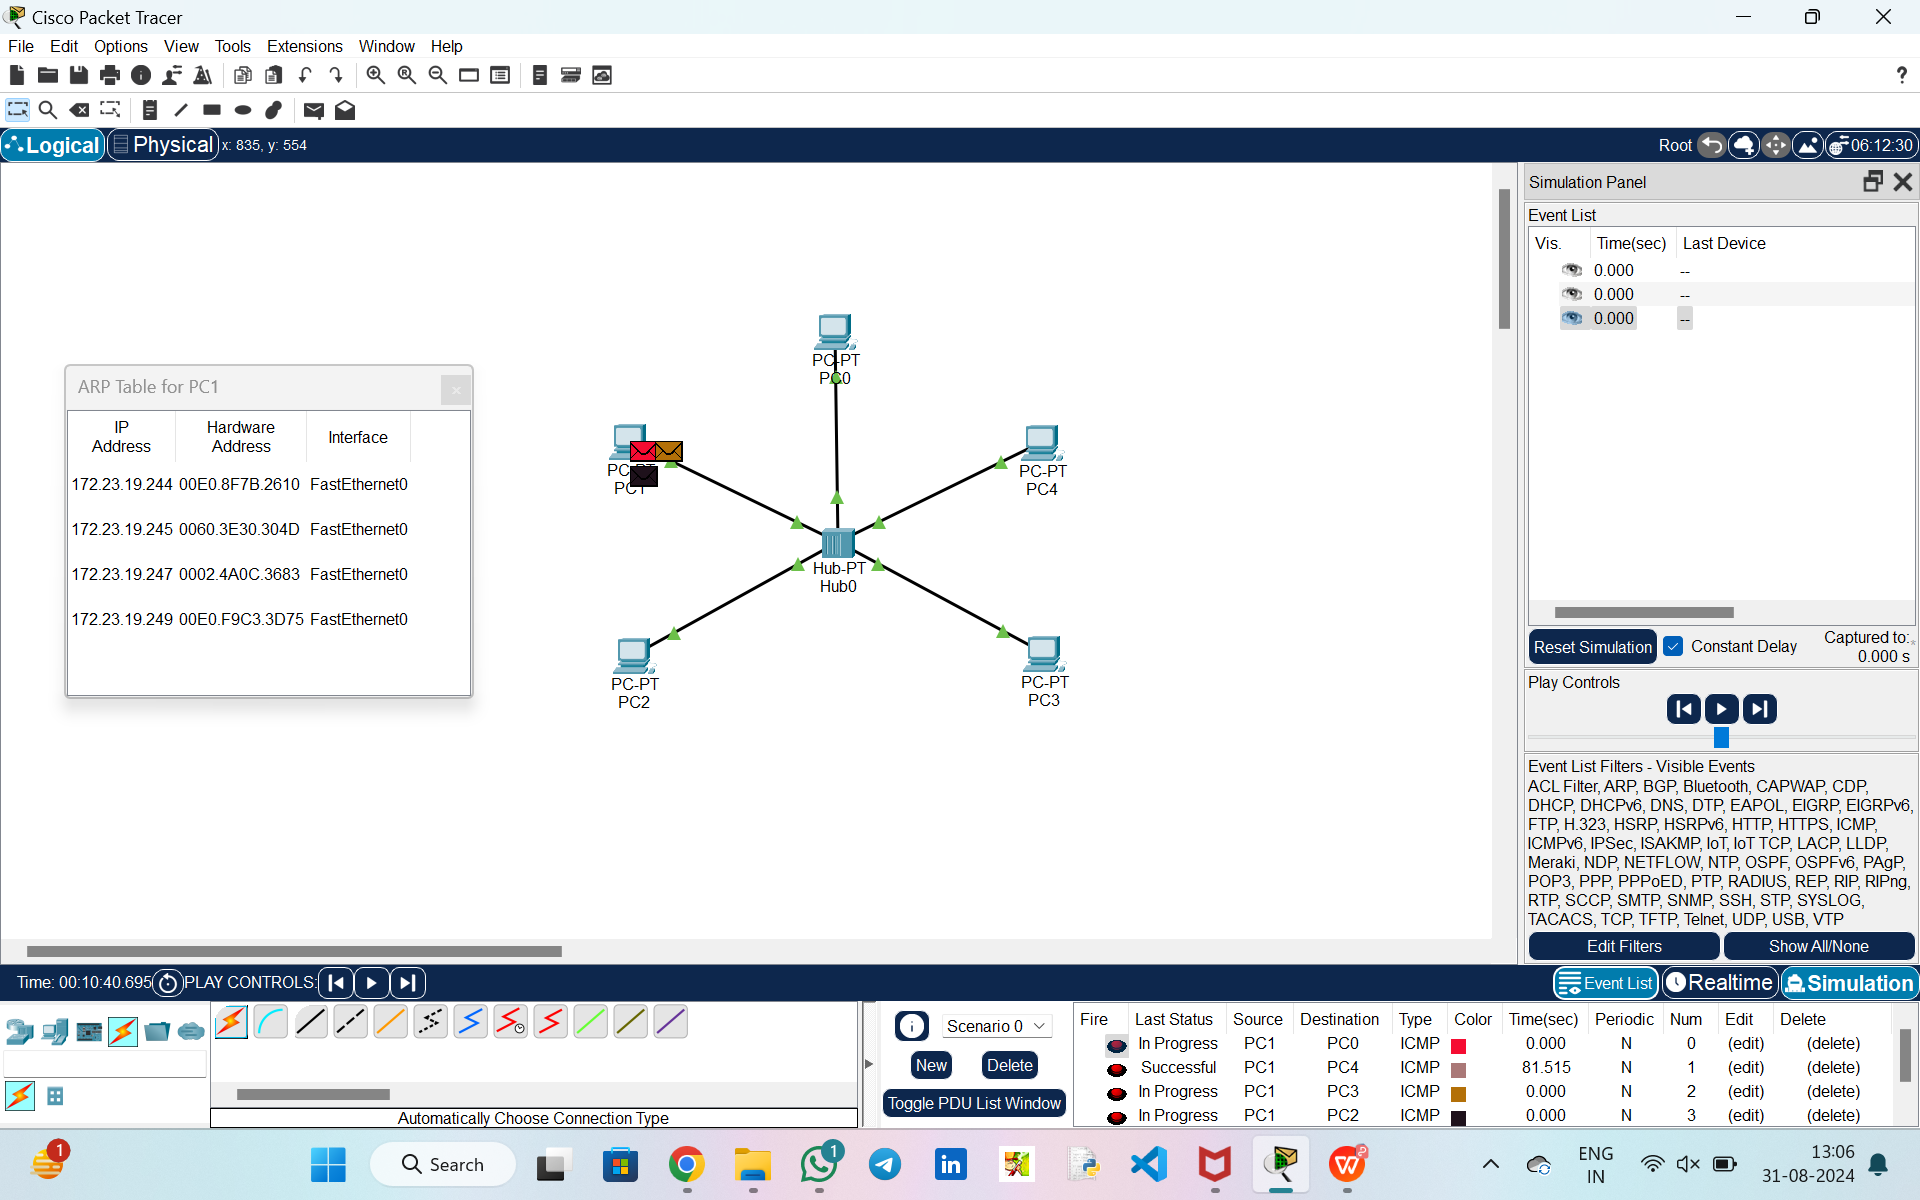 Cisco Packet Tracer
File Edit Options View Tools Extensions Window Help
?
Logical Physical x: 835, y: 554 Root 06:12:30
Simulation Panel
Event List
Vis. Time(sec) Last Device
0.000 --
0.000 --
0.000 --
ARP Table for PC1
IP Address Hardware Address Interface
172.23.19.244 00E0.8F7B.2610 FastEthernet0
172.23.19.245 0060.3E30.304D FastEthernet0
172.23.19.247 0002.4A0C.3683 FastEthernet0
172.23.19.249 00E0.F9C3.3D75 FastEthernet0
PC-PT
PC0
PC-PT
PC1
PC-PT
PC4
Hub-PT
Hub0
PC-PT
PC2
PC-PT
PC3
Reset Simulation Constant Delay Captured to:
0.000 s
Play Controls
Event List Filters - Visible Events
ACL Filter, ARP, BGP, Bluetooth, CAPWAP, CDP,
DHCP, DHCPv6, DNS, DTP, EAPOL, EIGRP, EIGRPv6,
FTP, H.323, HSRP, HSRPv6, HTTP, HTTPS, ICMP,
ICMPv6, IPSec, ISAKMP, IoT, IoT TCP, LACP, LLDP,
Meraki, NDP, NETFLOW, NTP, OSPF, OSPFv6, PAgP,
POP3, PPP, PPPoED, PTP, RADIUS, REP, RIP, RIPng,
RTP, SCCP, SMTP, SNMP, SSH, STP, SYSLOG,
TACACS, TCP, TFTP, Telnet, UDP, USB, VTP
Edit Filters Show All/None
Time: 00:10:40.695 PLAY CONTROLS: Event List Realtime Simulation
Scenario 0
New Delete
Toggle PDU List Window
Automatically Choose Connection Type
Fire Last Status Source Destination Type Color Time(sec) Periodic Num Edit Delete
In Progress PC1 PC0 ICMP 0.000 N 0 (edit) (delete)
Successful PC1 PC4 ICMP 81.515 N 1 (edit) (delete)
In Progress PC1 PC3 ICMP 0.000 N 2 (edit) (delete)
In Progress PC1 PC2 ICMP 0.000 N 3 (edit) (delete)
1 Search 1 in W ENG
IN 13:06
31-08-2024